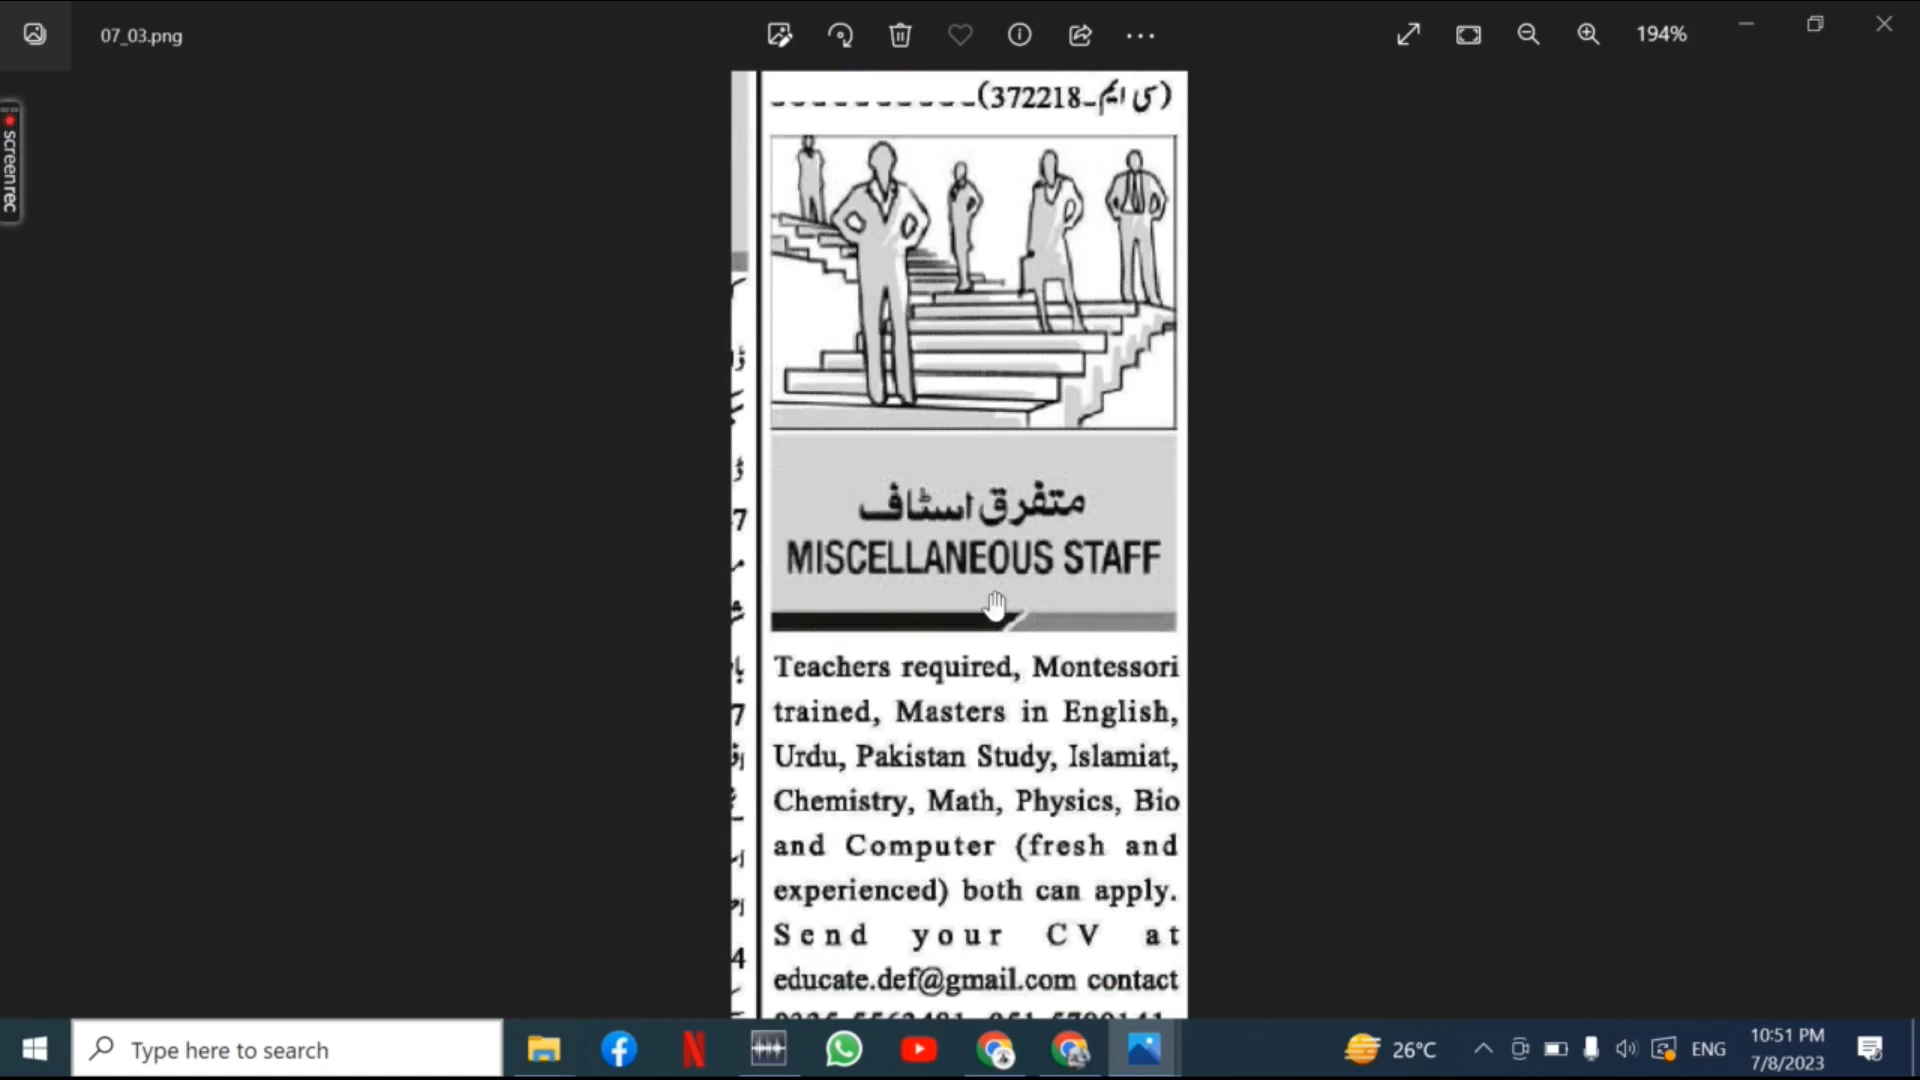 07_03.png
194%
screenrec
(سی ایم۔372218)
متفرق اسٹاف
MISCELLANEOUS STAFF
Teachers required, Montessori
trained, Masters in English,
Urdu, Pakistan Study, Islamiat,
Chemistry, Math, Physics, Bio
and Computer (fresh and
experienced) both can apply.
Send your CV at
educate.def@gmail.com contact
Type here to search
26°C
ENG
10:51 PM
7/8/2023